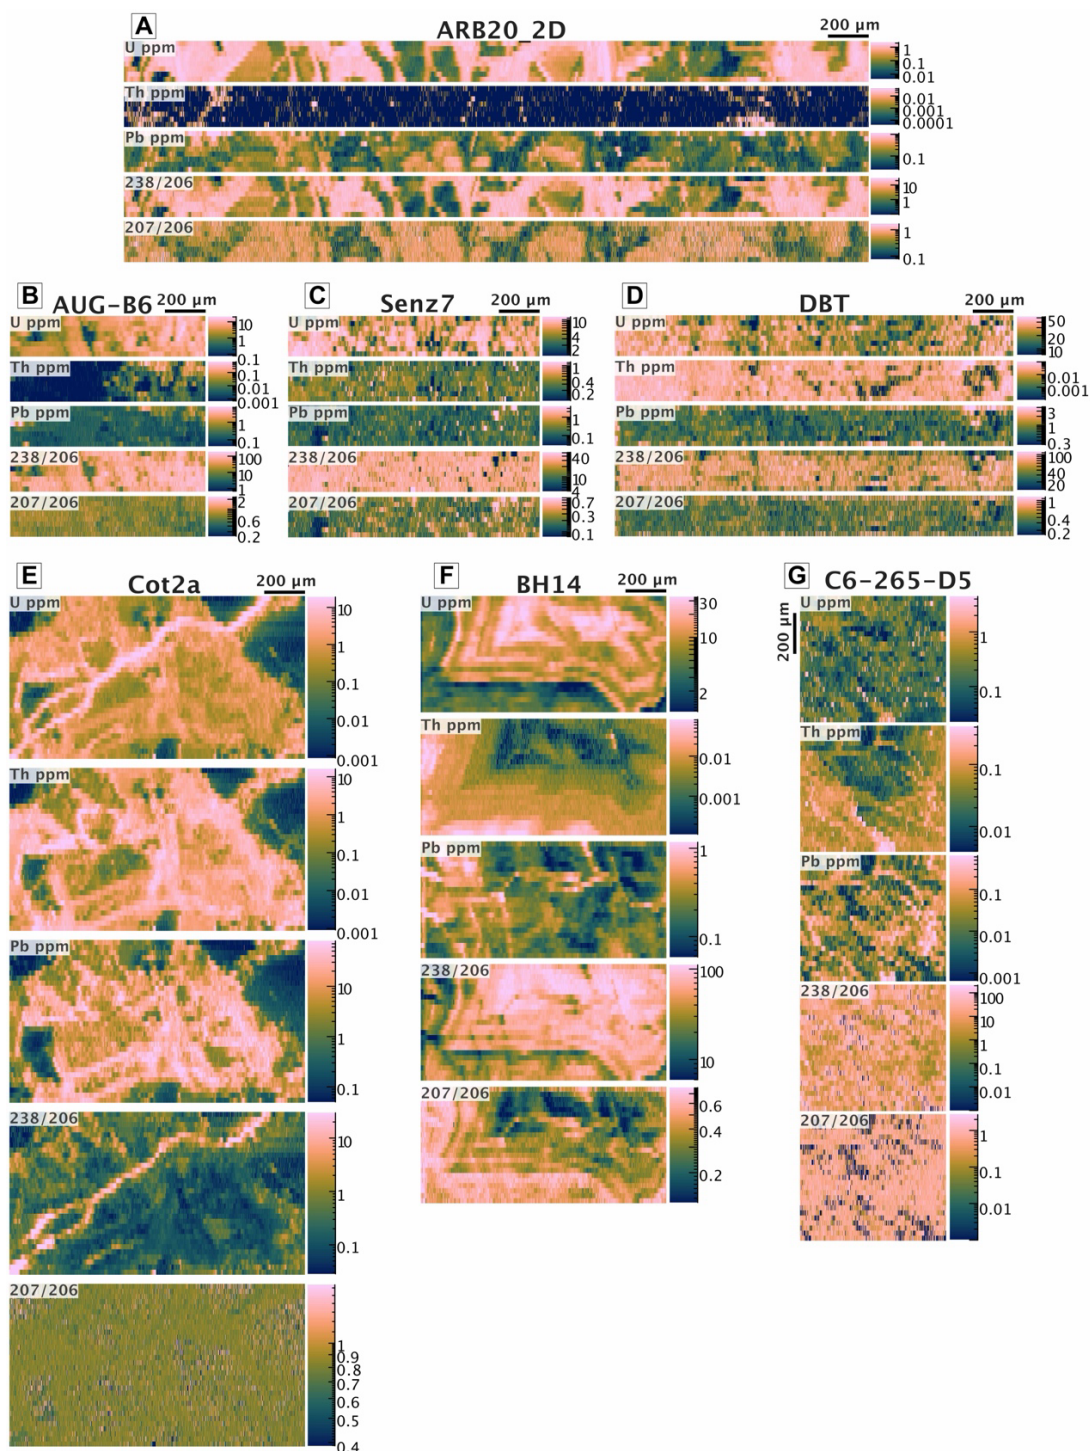 A ARB20_2D 200 µm
U ppm 1 0.1 0.01
Th ppm 0.01 0.001 0.0001
Pb ppm 0.1
238/206 10 1
207/206 1 0.1
B AUG-B6 200 µm
U ppm 10 1 0.1
Th ppm 0.1 0.01 0.001
Pb ppm 1 0.1
238/206 100 10 1
207/206 2 0.6 0.2
C Senz7 200 µm
U ppm 10 4 2
Th ppm 1 0.4 0.2
Pb ppm 1 0.1
238/206 40 10 4
207/206 0.7 0.3 0.1
D DBT 200 µm
U ppm 50 20 10
Th ppm 0.01 0.001
Pb ppm 3 1 0.3
238/206 100 40 20
207/206 1 0.4 0.2
E Cot2a 200 µm
U ppm 10 1 0.1 0.01 0.001
Th ppm 10 1 0.1 0.01 0.001
Pb ppm 10 1 0.1
238/206 10 1 0.1
207/206 1 0.9 0.8 0.7 0.6 0.5 0.4
F BH14 200 µm
U ppm 30 10 2
Th ppm 0.01 0.001
Pb ppm 1 0.1
238/206 100 10
207/206 0.6 0.4 0.2
G C6-265-D5
200 µm
U ppm 1 0.1
Th ppm 0.1 0.01
Pb ppm 0.1 0.01 0.001
238/206 100 10 1 0.1 0.01
207/206 1 0.1 0.01